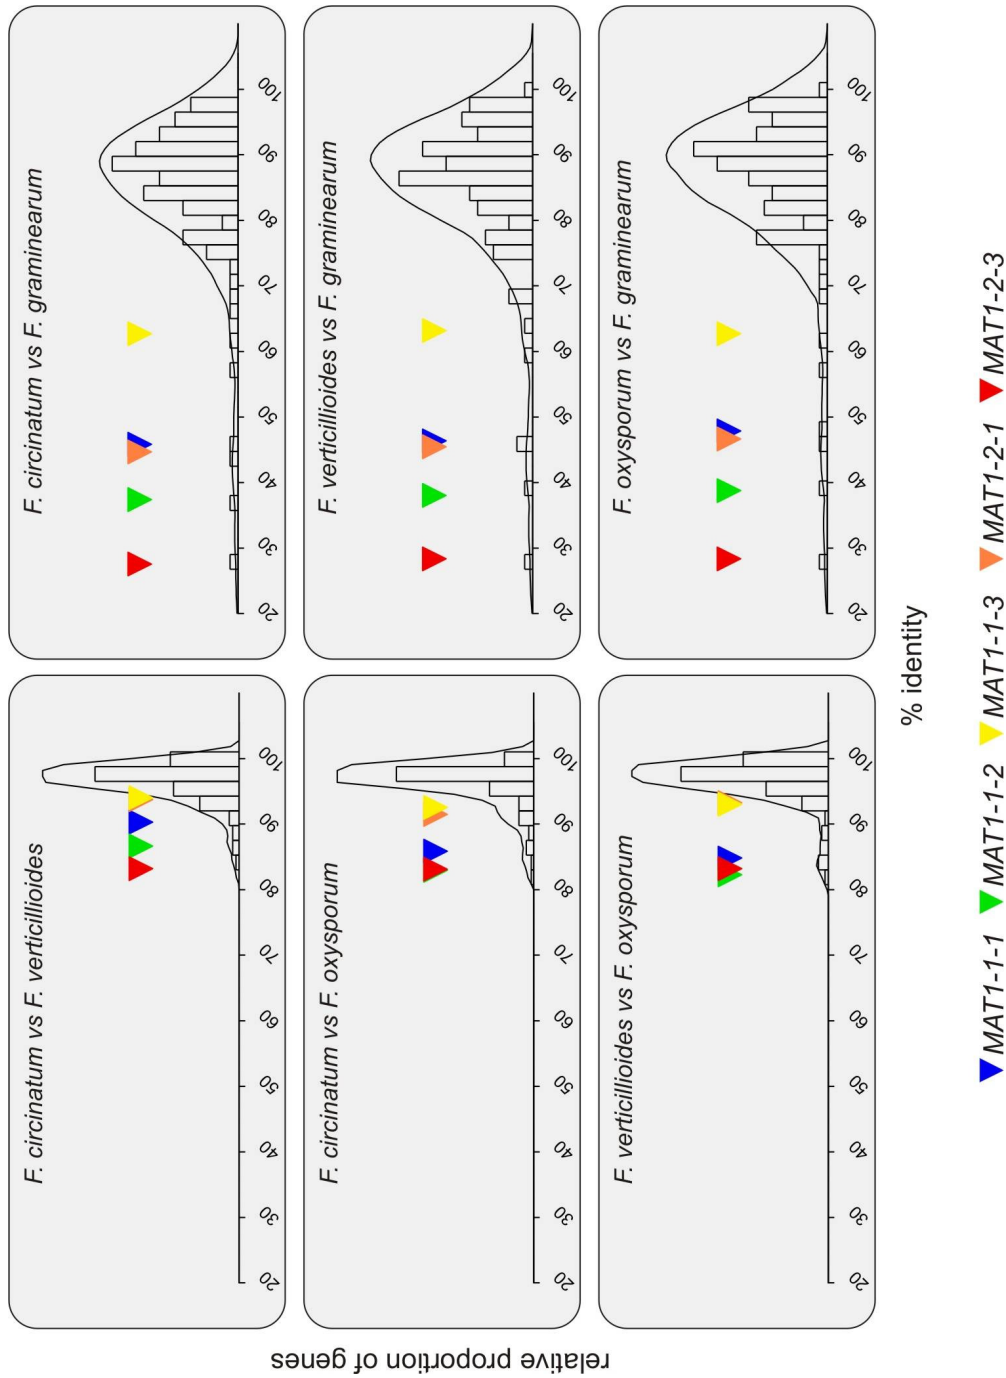 relative proportion of genes
F. circinatum vs F. verticillioides
20 30 40 50 60 70 80 90 100
F. circinatum vs F. graminearum
20 30 40 50 60 70 80 90 100
F. circinatum vs F. oxysporum
20 30 40 50 60 70 80 90 100
F. verticillioides vs F. graminearum
20 30 40 50 60 70 80 90 100
F. verticillioides vs F. oxysporum
20 30 40 50 60 70 80 90 100
F. oxysporum vs F. graminearum
20 30 40 50 60 70 80 90 100
% identity
MAT1-1-1 MAT1-1-2 MAT1-1-3 MAT1-2-1 MAT1-2-3